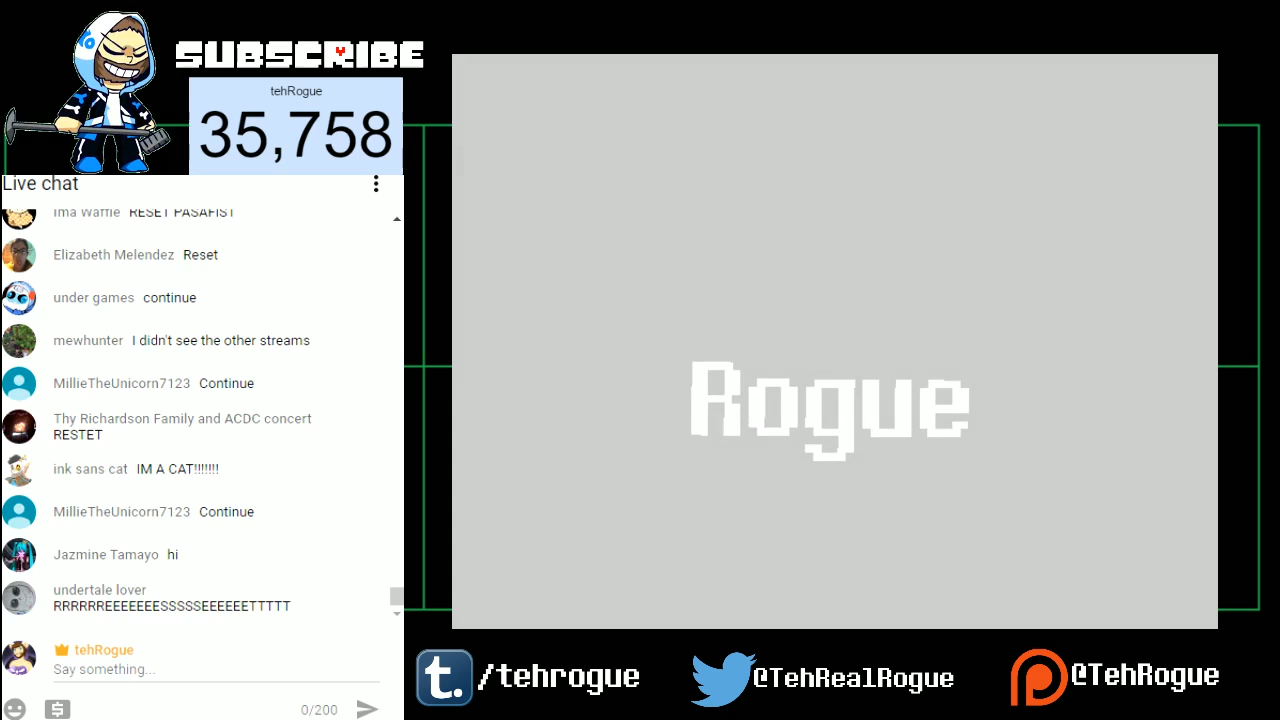 SUBSCRIBE
tehRogue
35,758
Live chat
Ima Waffle RESET PASAFIST
Elizabeth Melendez Reset
under games continue
mewhunter I didn't see the other streams
MillieTheUnicorn7123 Continue
Thy Richardson Family and ACDC concert
RESTET
ink sans cat IM A CAT!!!!!!!
MillieTheUnicorn7123 Continue
Jazmine Tamayo hi
undertale lover
RRRRRREEEEEEESSSSSEEEEEETTTTT
tehRogue
Say something...
0/200
Rogue
t. /tehrogue
@TehRealRogue
@TehRogue